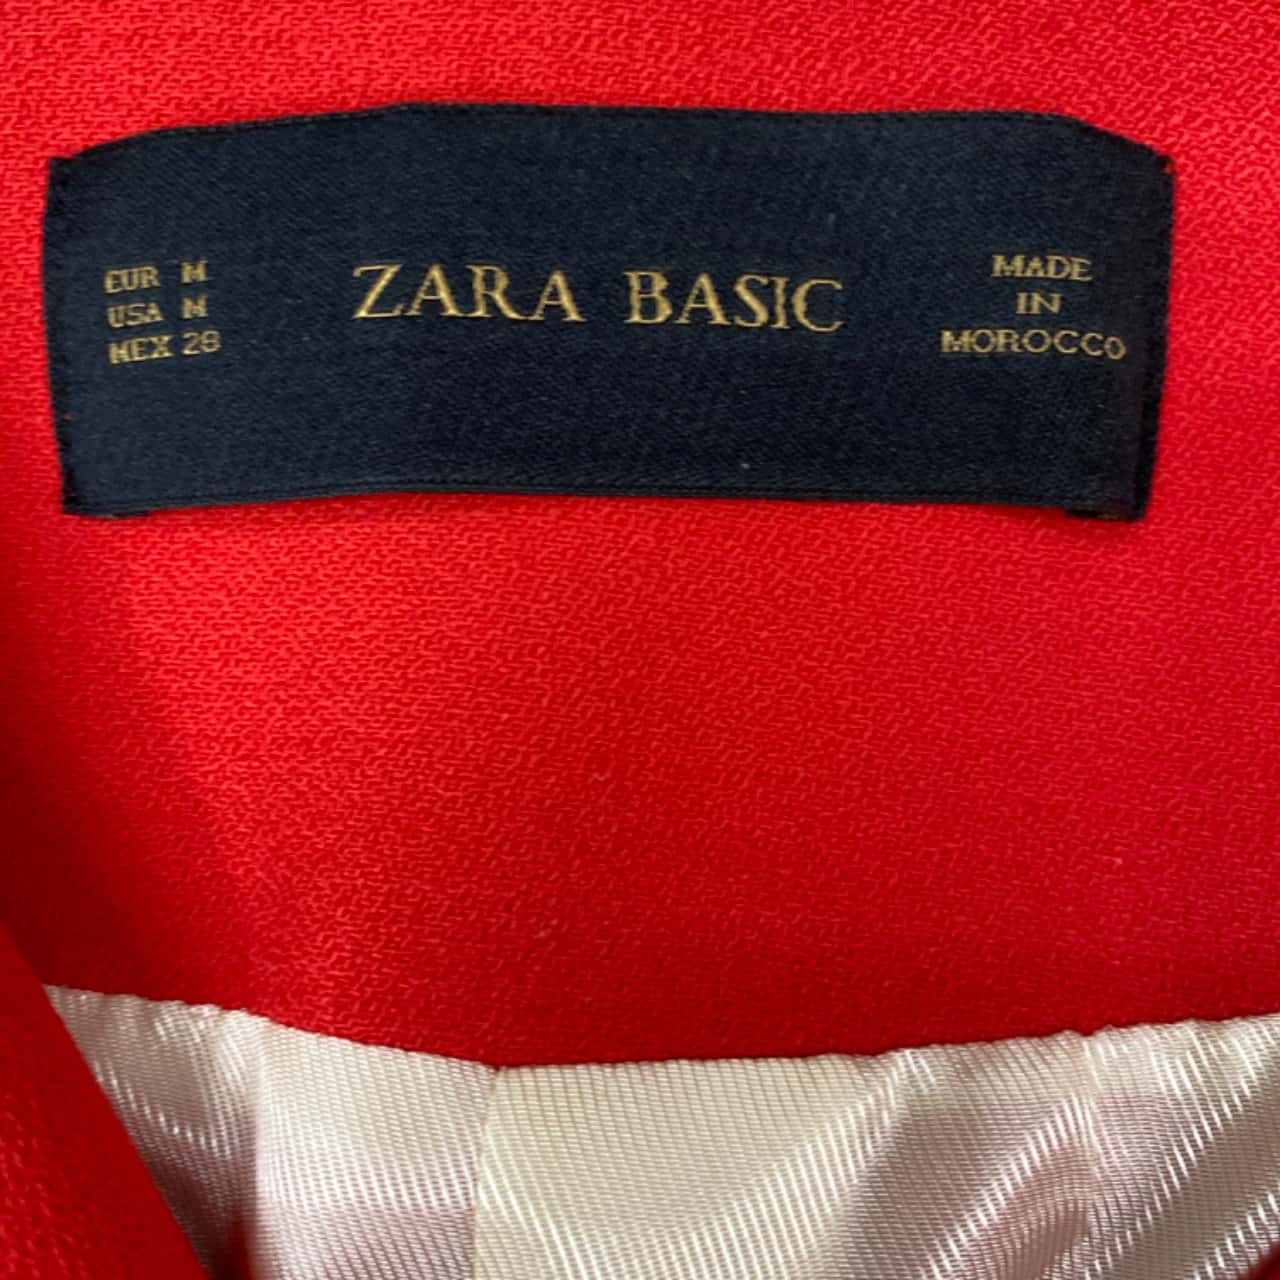 EUR M
USA M
MEX 28
ZARA BASIC
MADE
IN
MOROCCO